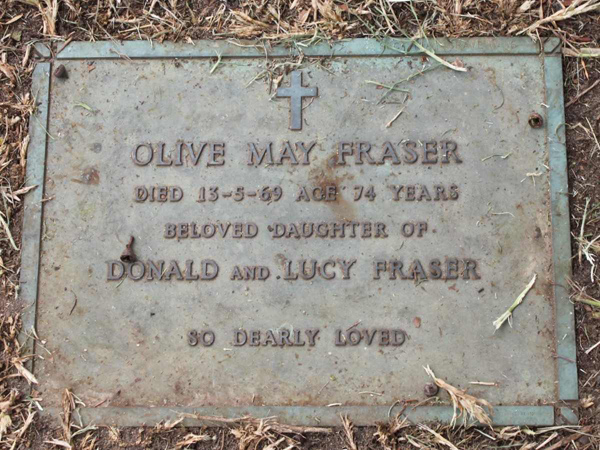 OLIVE MAY FRASER
DIED 13-5-69 AGE 74 YEARS
BELOVED DAUGHTER OF
DONALD AND LUCY FRASER
SO DEARLY LOVED